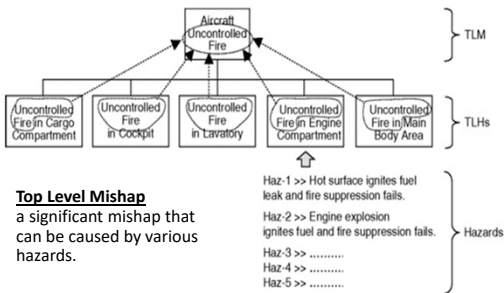 Aircraft
Uncontrolled
Fire
TLM
Uncontrolled
Fire in Cargo
Compartment
Uncontrolled
Fire
in Cockpit
Uncontrolled
Fire
in Lavatory
Uncontrolled
Fire in Engine
Compartment
Uncontrolled
Fire in Main
Body Area
TLHs
Top Level Mishap
a significant mishap that
can be caused by various
hazards.
Haz-1 >> Hot surface ignites fuel
leak and fire suppression fails.
Haz-2 >> Engine explosion
ignites fuel and fire suppression fails.
Haz-3 >> ..........
Haz-4 >> ..........
Haz-5 >> ..........
Hazards